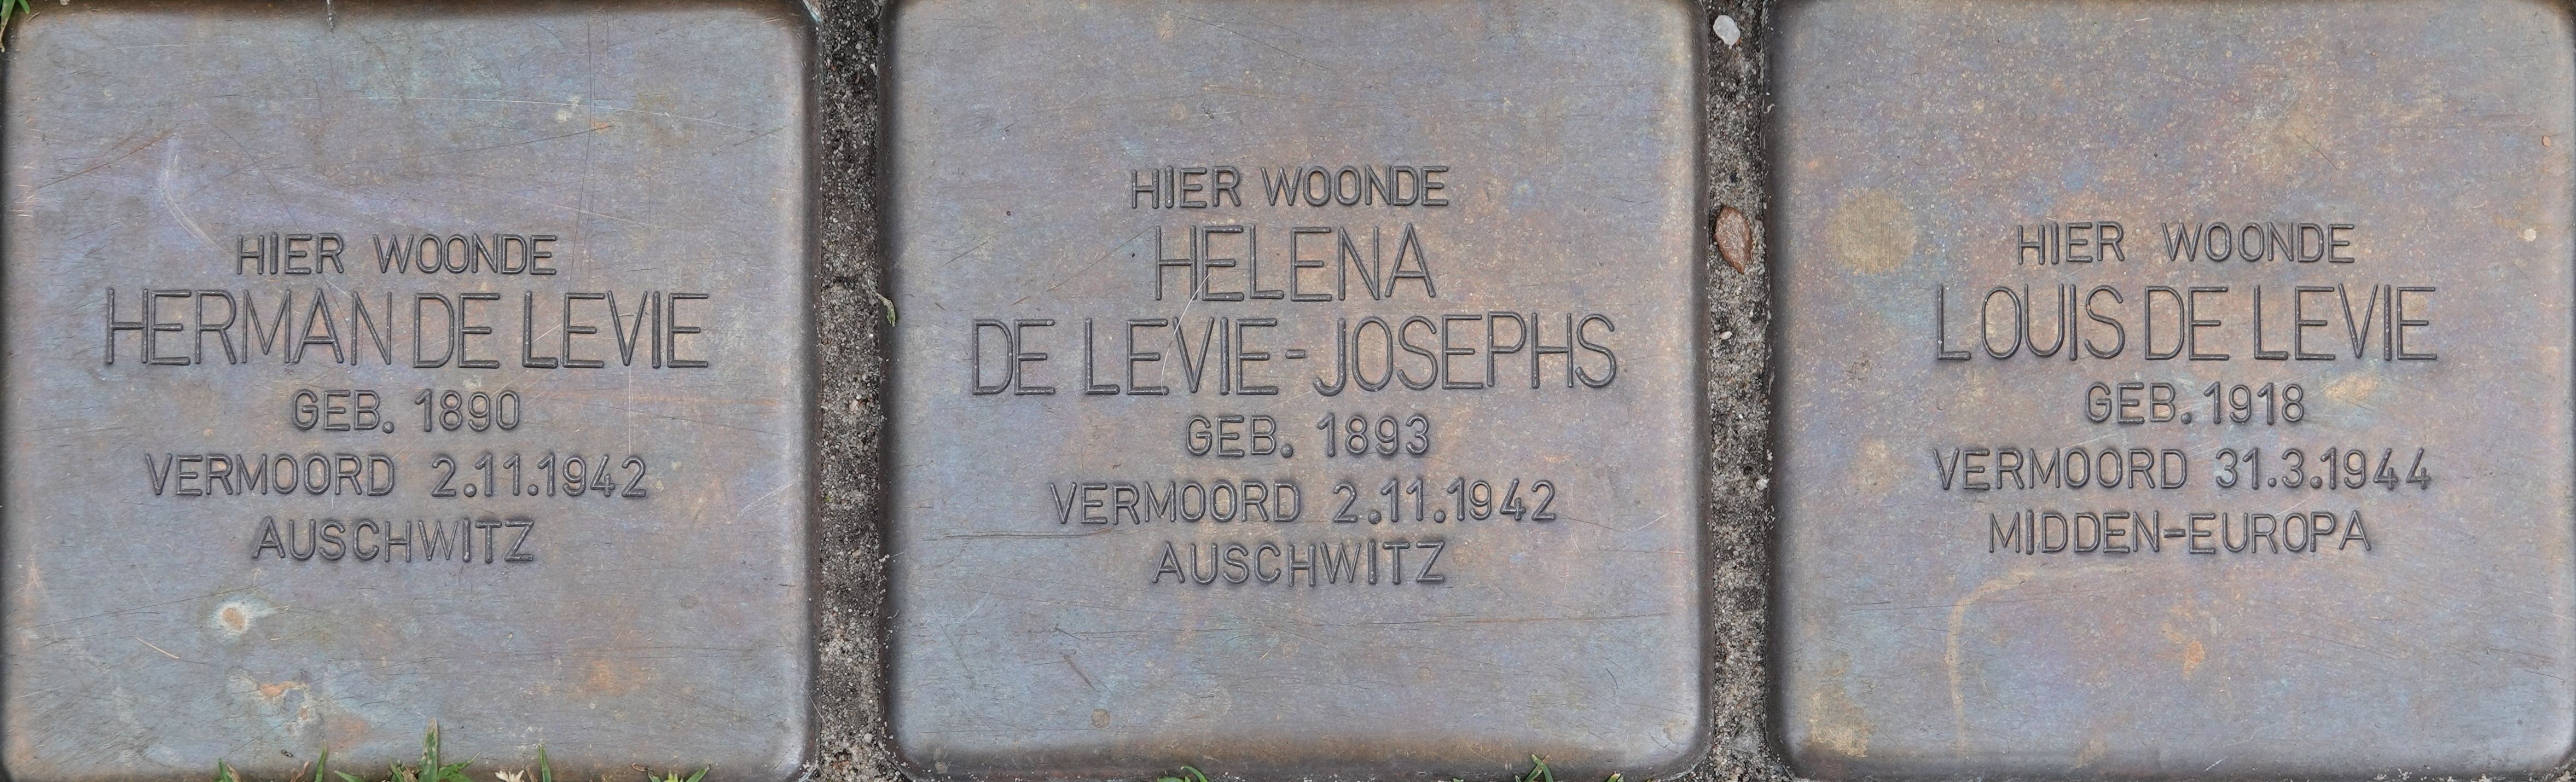 HIER WOONDE
HERMAN DE LEVIE
GEB. 1890
VERMOORD 2.11.1942
AUSCHWITZ
HIER WOONDE
HELENA
DE LEVIE-JOSEPHS
GEB. 1893
VERMOORD 2.11.1942
AUSCHWITZ
HIER WOONDE
LOUIS DE LEVIE
GEB. 1918
VERMOORD 31.3.1944
MIDDEN-EUROPA